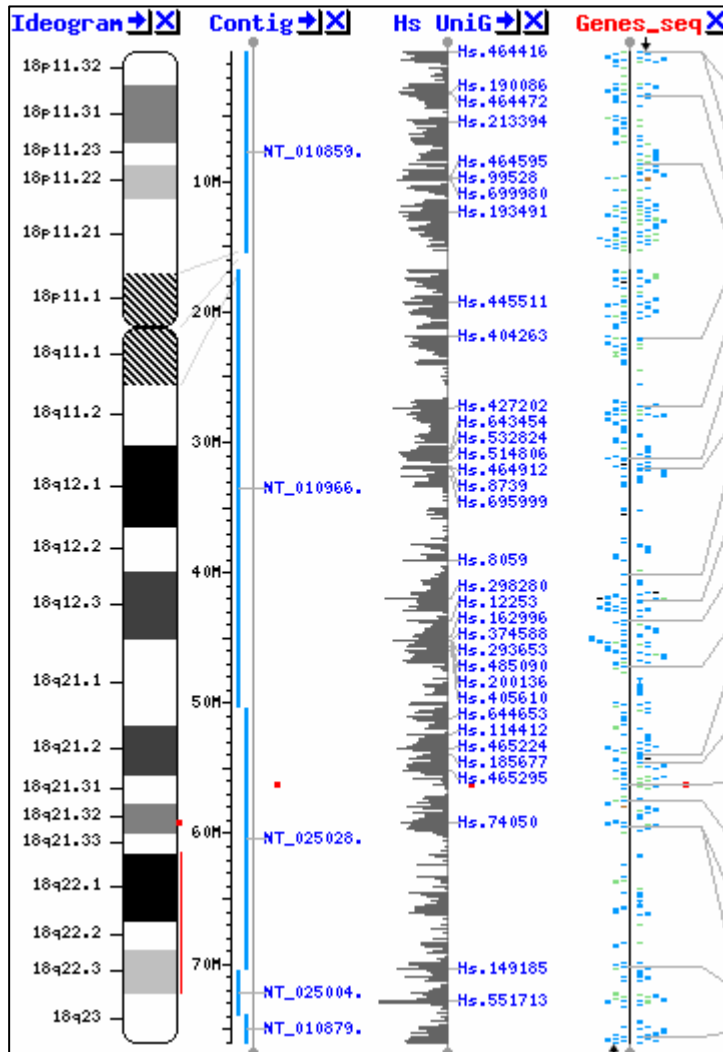 Ideogram Contig Hs UniG Genes_seq
18p11.32
18p11.31
18p11.23
18p11.22
18p11.21
18p11.1
18q11.1
18q11.2
18q12.1
18q12.2
18q12.3
18q21.1
18q21.2
18q21.31
18q21.32
18q21.33
18q22.1
18q22.2
18q22.3
18q23
10M
20M
30M
40M
50M
60M
70M
NT_010859.
NT_010966.
NT_025028.
NT_025004.
NT_010879.
Hs.464416
Hs.190086
Hs.464472
Hs.213394
Hs.464595
Hs.99528
Hs.699980
Hs.193491
Hs.445511
Hs.404263
Hs.427202
Hs.643454
Hs.532824
Hs.514806
Hs.464912
Hs.8739
Hs.695999
Hs.8059
Hs.298280
Hs.12253
Hs.162996
Hs.374588
Hs.293653
Hs.485090
Hs.200136
Hs.405610
Hs.644653
Hs.114412
Hs.465224
Hs.185677
Hs.465295
Hs.74050
Hs.149185
Hs.551713